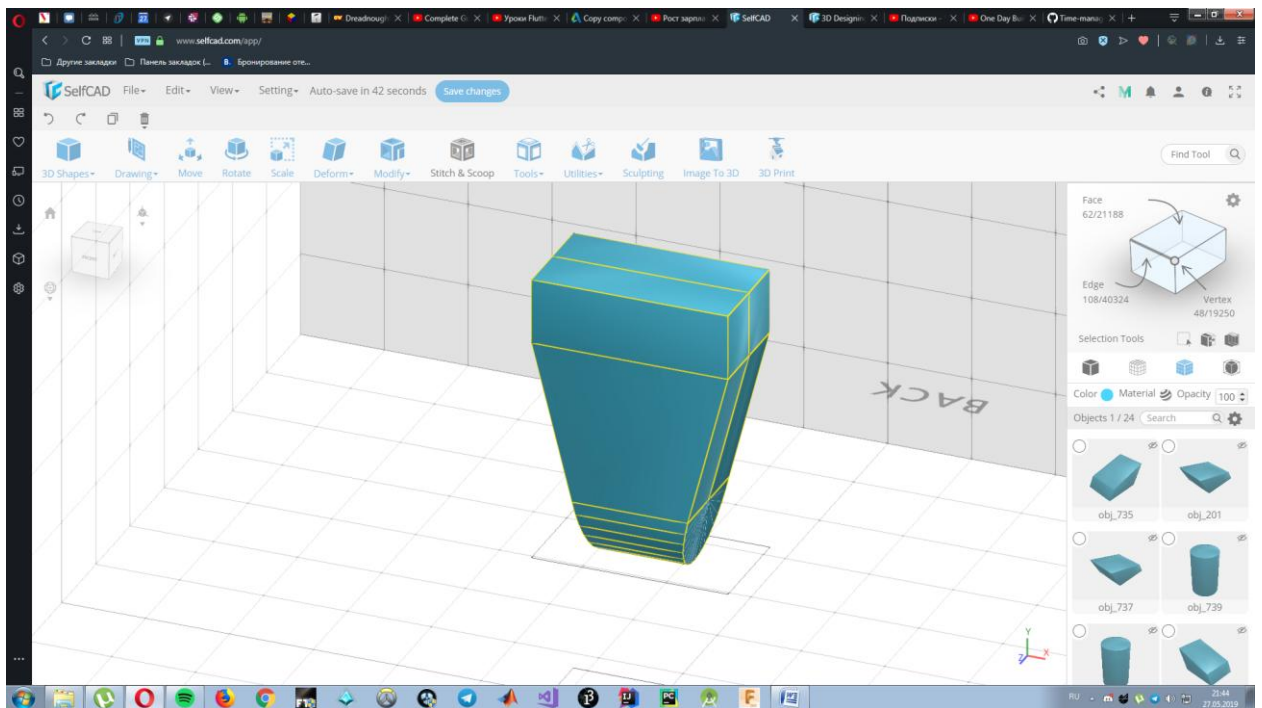 Dreadnough
Complete G
Уроки Flutte
Copy compo
Рост зарпла
SelfCAD
3D Designin
Подписки -
One Day Bui
Time-manag
VPN www.selfcad.com/app/
Другие закладки Панель закладок (... B. Бронирование оте...
SelfCAD File Edit View Setting Auto-save in 42 seconds Save changes
3D Shapes Drawing Move Rotate Scale Deform Modify Stitch & Scoop Tools Utilities Sculpting Image To 3D 3D Print
Find Tool
Face
62/21188
Edge
108/40324
Vertex
48/19250
Selection Tools
Color Material Opacity 100
Objects 1 / 24 Search
obj_735 obj_201
obj_737 obj_739
BACK
Y
Z X
RU 21:44
27.05.2019